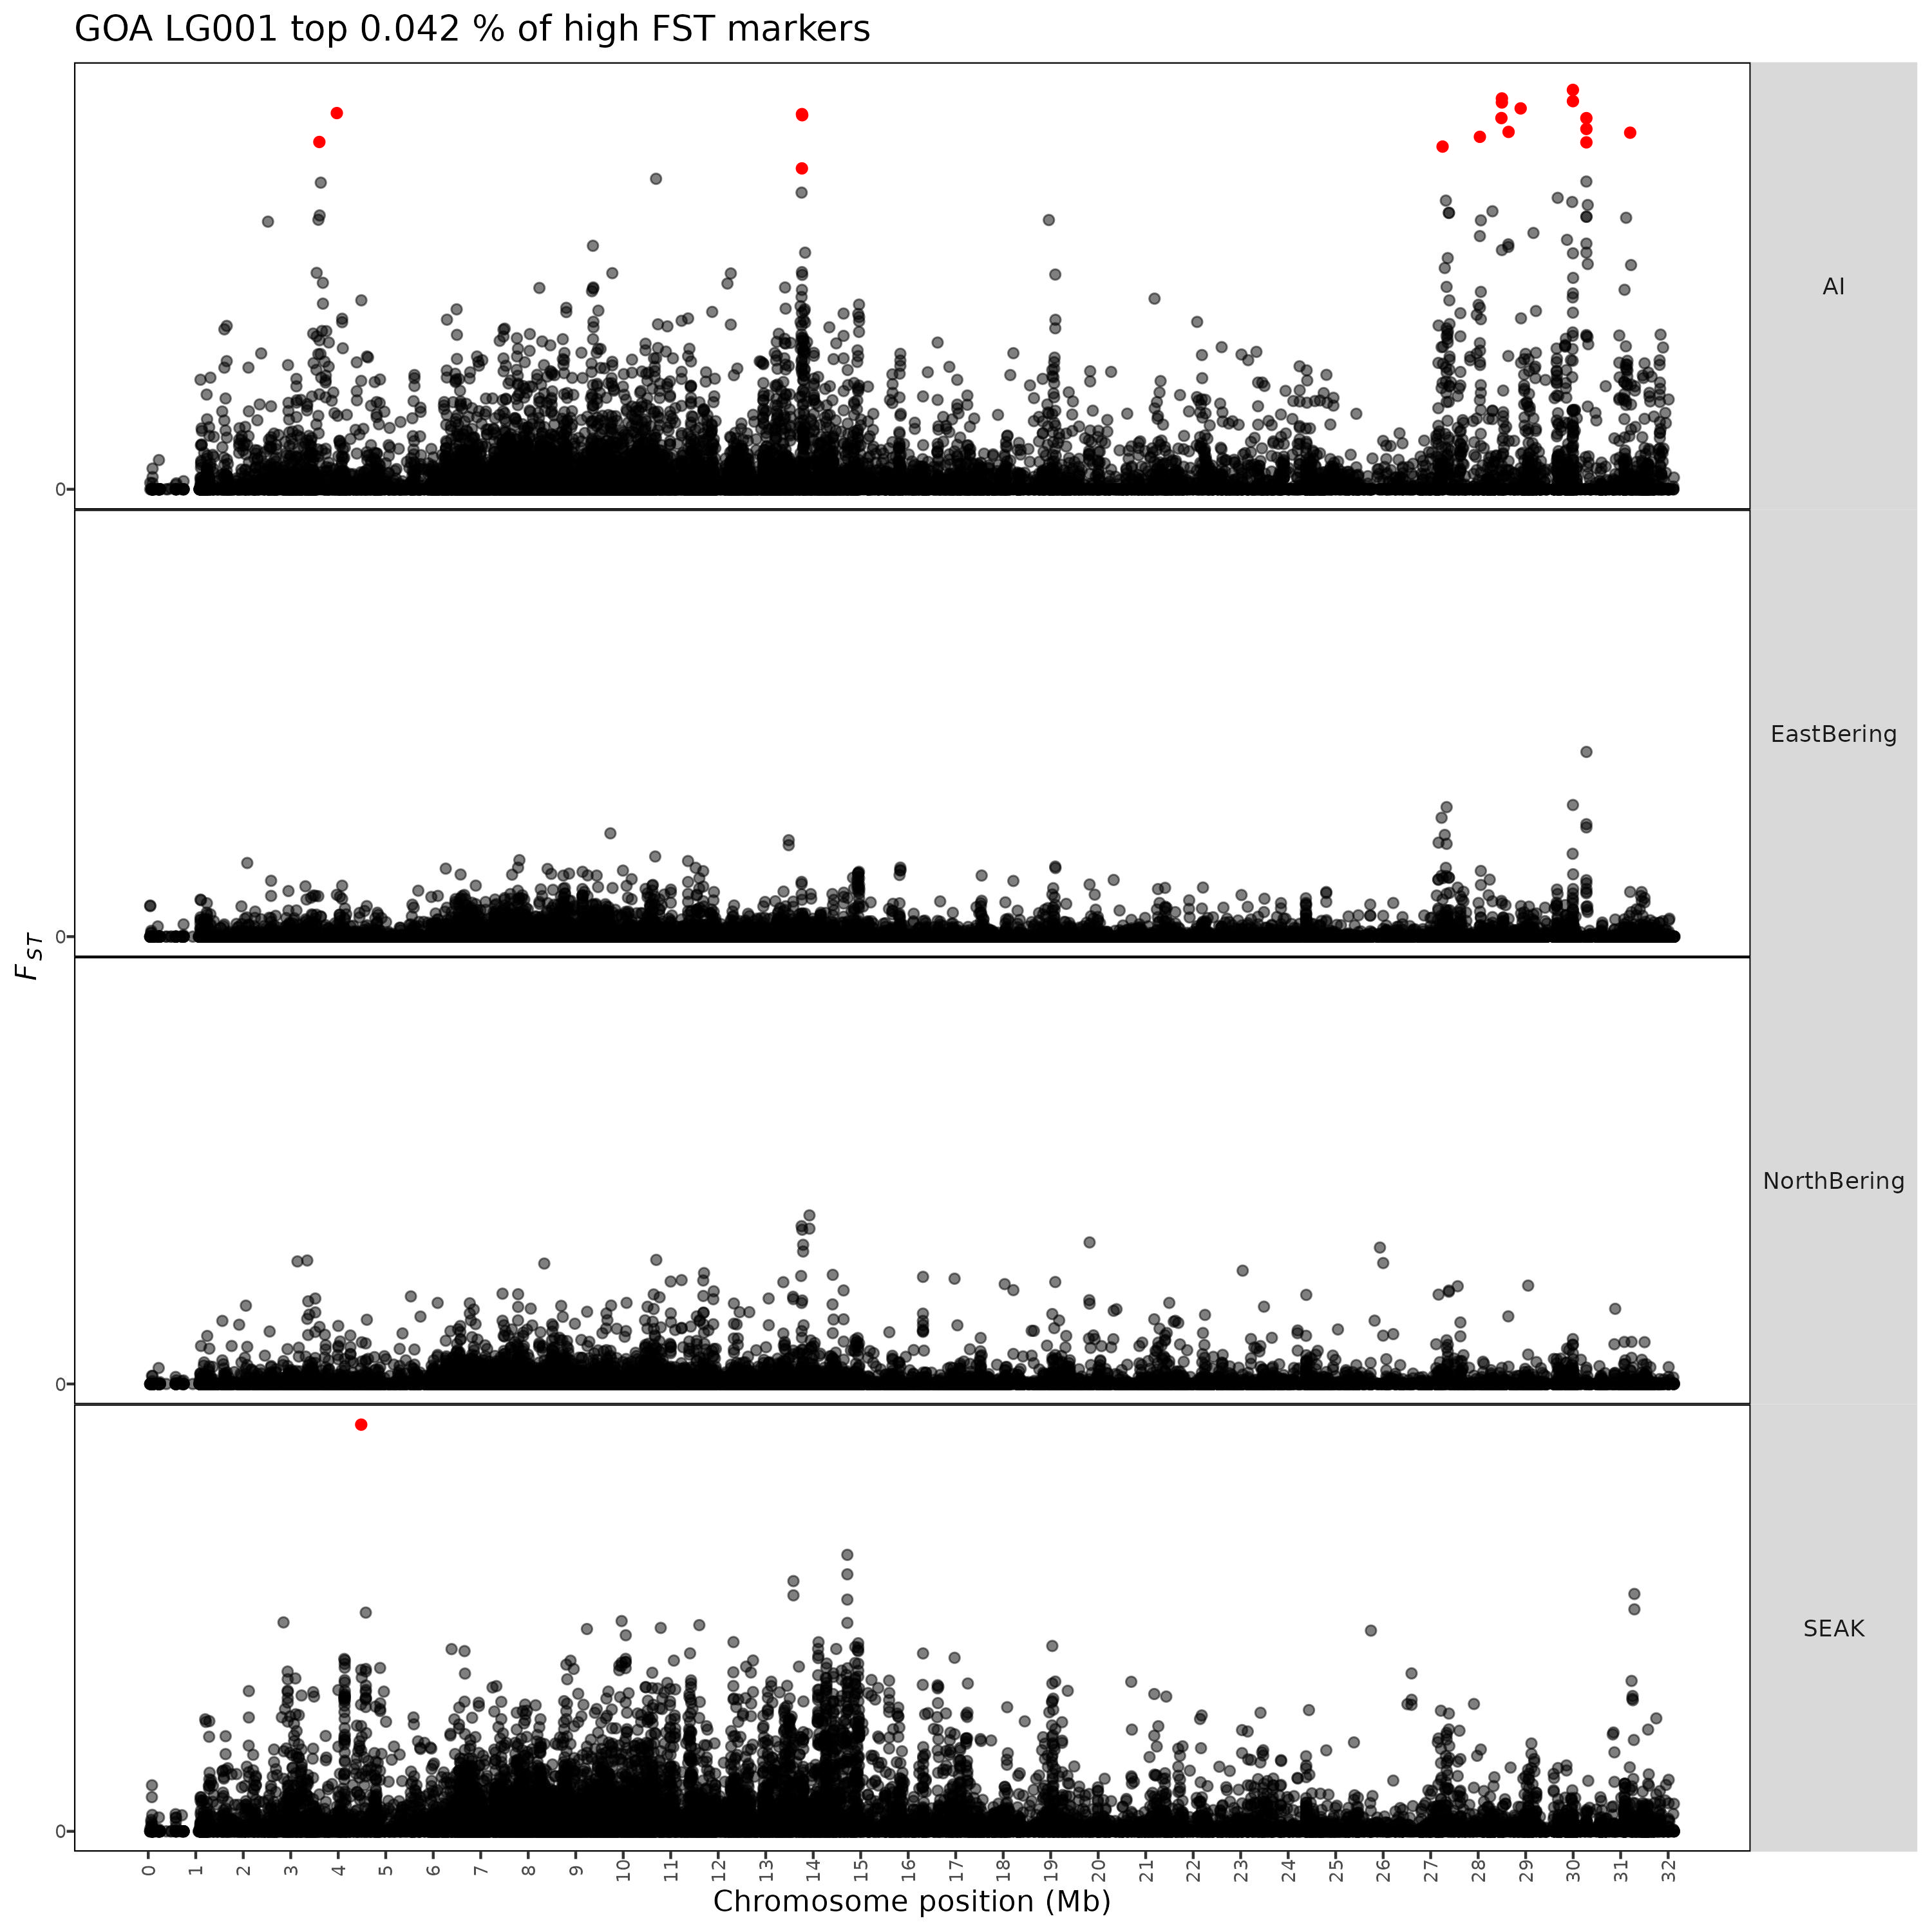 GOA LG001 top 0.042 % of high FST markers
AI
0
EastBering
0
FST
NorthBering
0
SEAK
0
0 1 2 3 4 5 6 7 8 9 10 11 12 13 14 15 16 17 18 19 20 21 22 23 24 25 26 27 28 29 30 31 32
Chromosome position (Mb)